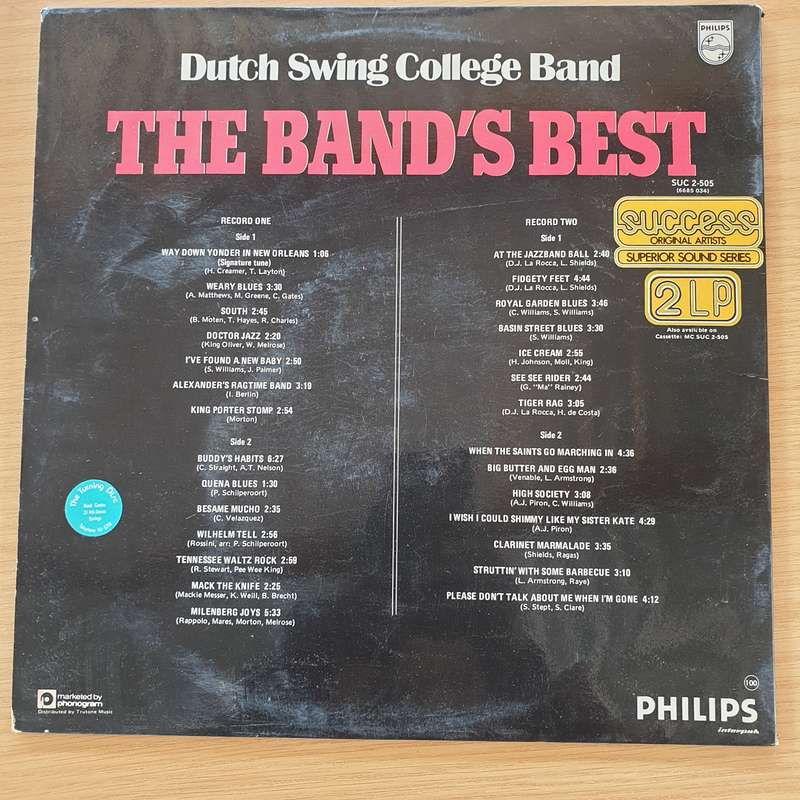 PHILIPS
Dutch Swing College Band
THE BAND'S BEST
SUC 2-505
(6685 034)
success
ORIGINAL ARTISTS
SUPERIOR SOUND SERIES
2 LP
Also available on
Cassette: MC SUC 2-505
RECORD ONE
Side 1
WAY DOWN YONDER IN NEW ORLEANS 1:06
(Signature tune)
(H. Creamer, T. Layton)
WEARY BLUES 3:30
(A. Matthews, M. Greene, C. Gates)
SOUTH 2:45
(B. Moten, T. Hayes, R. Charles)
DOCTOR JAZZ 2:20
(King Oliver, W. Melrose)
I'VE FOUND A NEW BABY 2:50
(S. Williams, J. Palmer)
ALEXANDER'S RAGTIME BAND 3:19
(I. Berlin)
KING PORTER STOMP 2:54
(Morton)
Side 2
BUDDY'S HABITS 6:27
(C. Straight, A.T. Nelson)
QUENA BLUES 1:30
(P. Schilperoort)
BESAME MUCHO 2:35
(C. Velazquez)
WILHELM TELL 2:56
(Rossini, arr: P. Schilperoort)
TENNESSEE WALTZ ROCK 2:59
(R. Stewart, Pee Wee King)
MACK THE KNIFE 2:25
(Mackie Messer, K. Weill, B. Brecht)
MILENBERG JOYS 5:33
(Rappolo, Mares, Morton, Melrose)
RECORD TWO
Side 1
AT THE JAZZBAND BALL 2:40
(D.J. La Rocca, L. Shields)
FIDGETY FEET 4:44
(D.J. La Rocca, L. Shields)
ROYAL GARDEN BLUES 3:46
(C. Williams, S. Williams)
BASIN STREET BLUES 3:30
(S. Williams)
ICE CREAM 2:55
(H. Johnson, Moll, King)
SEE SEE RIDER 2:44
(G. "Ma" Rainey)
TIGER RAG 3:05
(D.J. La Rocca, H. de Costa)
Side 2
WHEN THE SAINTS GO MARCHING IN 4:36
BIG BUTTER AND EGG MAN 2:36
(Venable, L. Armstrong)
HIGH SOCIETY 3:08
(A.J. Piron, C. Williams)
I WISH I COULD SHIMMY LIKE MY SISTER KATE 4:29
(A.J. Piron)
CLARINET MARMALADE 3:35
(Shields, Ragas)
STRUTTIN' WITH SOME BARBECUE 3:10
(L. Armstrong, Raye)
PLEASE DON'T TALK ABOUT ME WHEN I'M GONE 4:12
(S. Stept, S. Clare)
The Turning Disc
marketed by
phonogram
Distributed by Trutone Music
100
PHILIPS
interpak